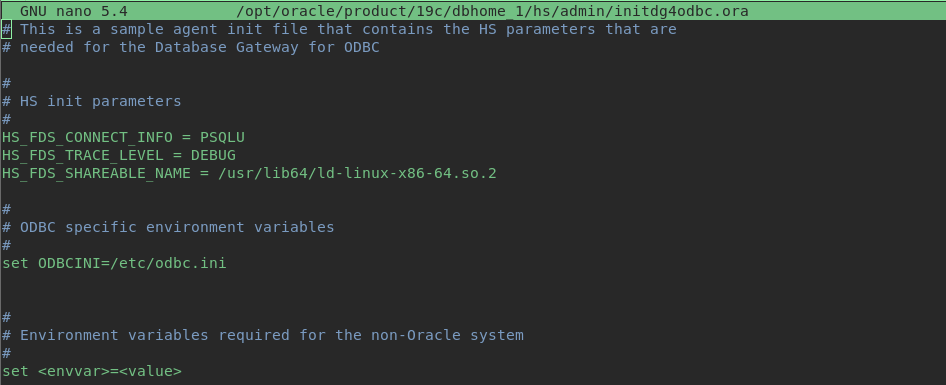 GNU nano 5.4 /opt/oracle/product/19c/dbhome_1/hs/admin/initdg4odbc.ora
# This is a sample agent init file that contains the HS parameters that are
# needed for the Database Gateway for ODBC
#
# HS init parameters
#
HS_FDS_CONNECT_INFO = PSQLU
HS_FDS_TRACE_LEVEL = DEBUG
HS_FDS_SHAREABLE_NAME = /usr/lib64/ld-linux-x86-64.so.2
#
# ODBC specific environment variables
#
set ODBCINI=/etc/odbc.ini
#
# Environment variables required for the non-Oracle system
#
set <envvar>=<value>